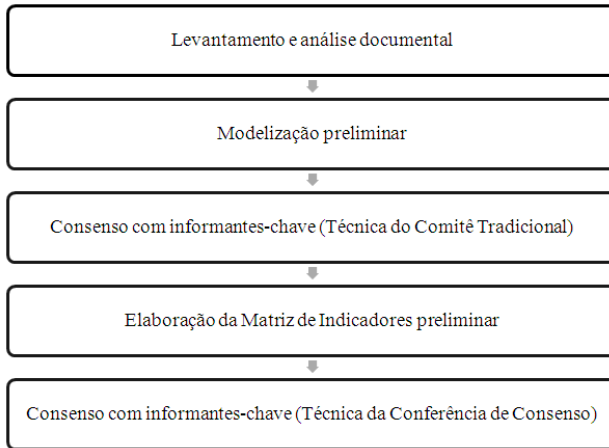 Levantamento e análise documental
Modelização preliminar
Consenso com informantes-chave (Técnica do Comitê Tradicional)
Elaboração da Matriz de Indicadores preliminar
Consenso com informantes-chave (Técnica da Conferência de Consenso)